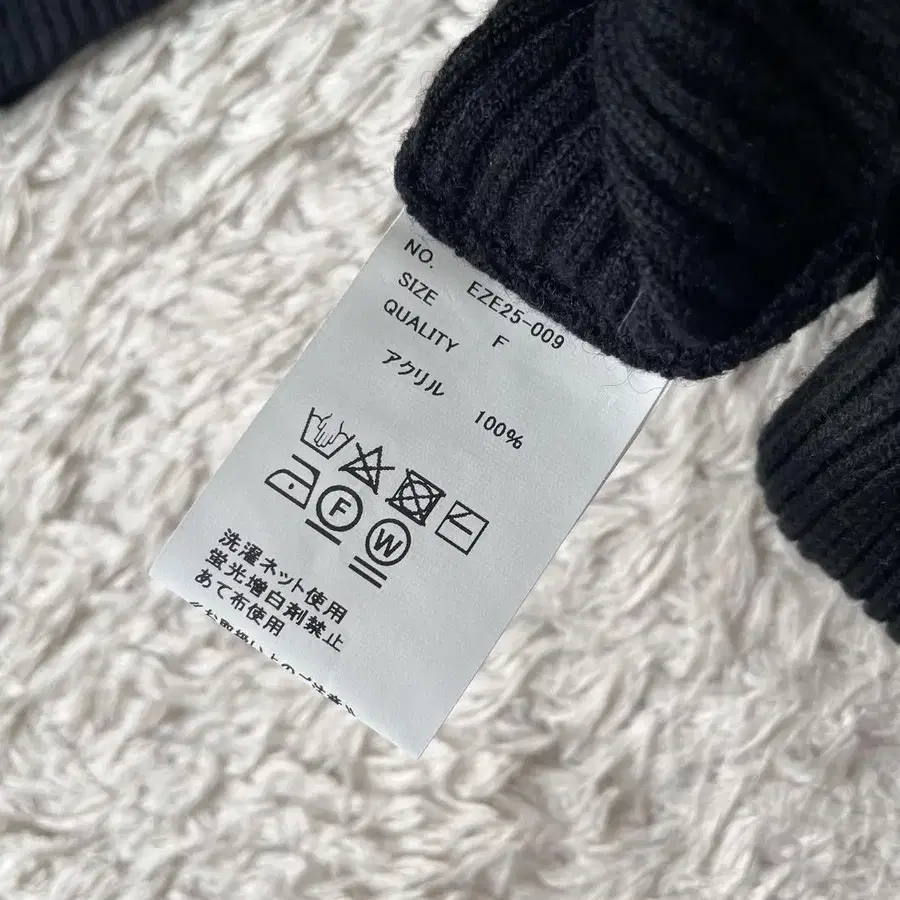 NO. EZE25-009
SIZE F
QUALITY
アクリル 100%
F W
洗濯ネット使用
蛍光増白剤禁止
あて布使用